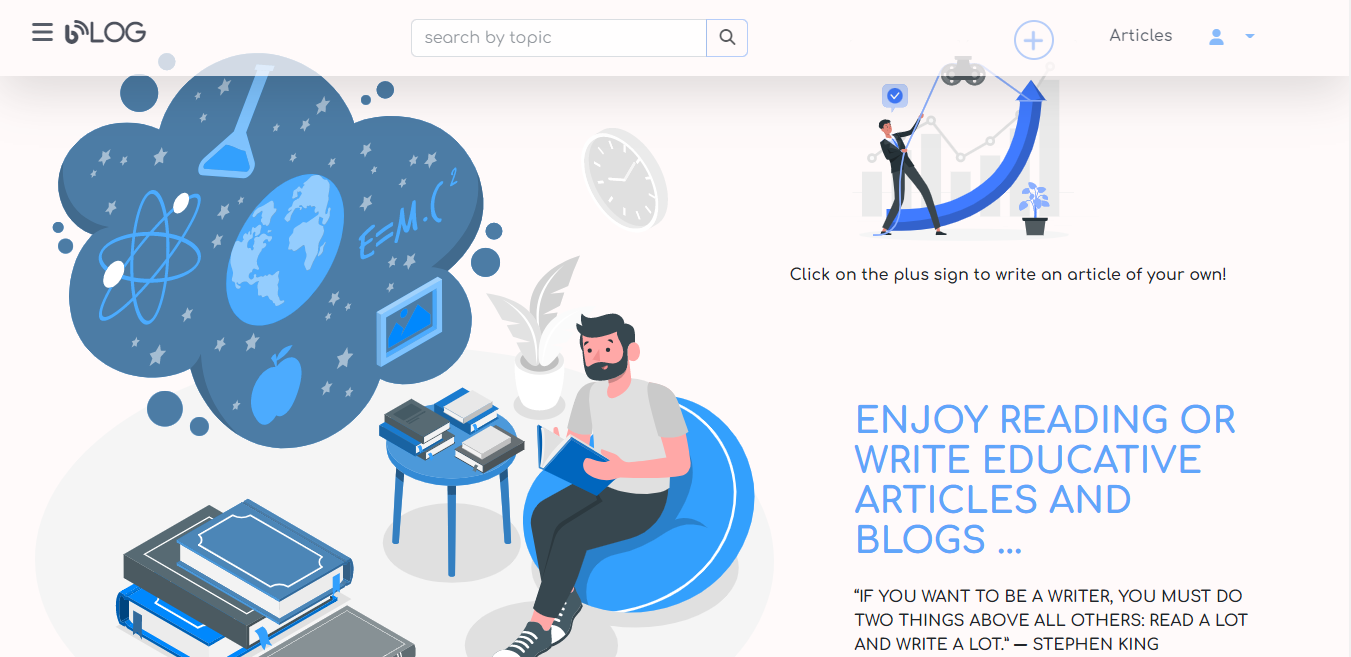 bLOG
search by topic
Articles
E=M.C²
Click on the plus sign to write an article of your own!
ENJOY READING OR
WRITE EDUCATIVE
ARTICLES AND
BLOGS ...
“IF YOU WANT TO BE A WRITER, YOU MUST DO
TWO THINGS ABOVE ALL OTHERS: READ A LOT
AND WRITE A LOT.” ― STEPHEN KING